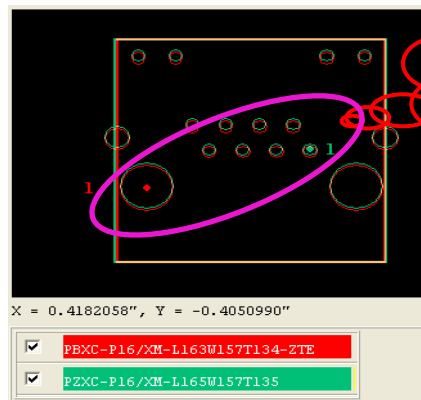 1
1
X = 0.4182058", Y = -0.4050990"
PBXC-P16/XM-L163W157T134-ZTE
PZXC-P16/XM-L165W157T135